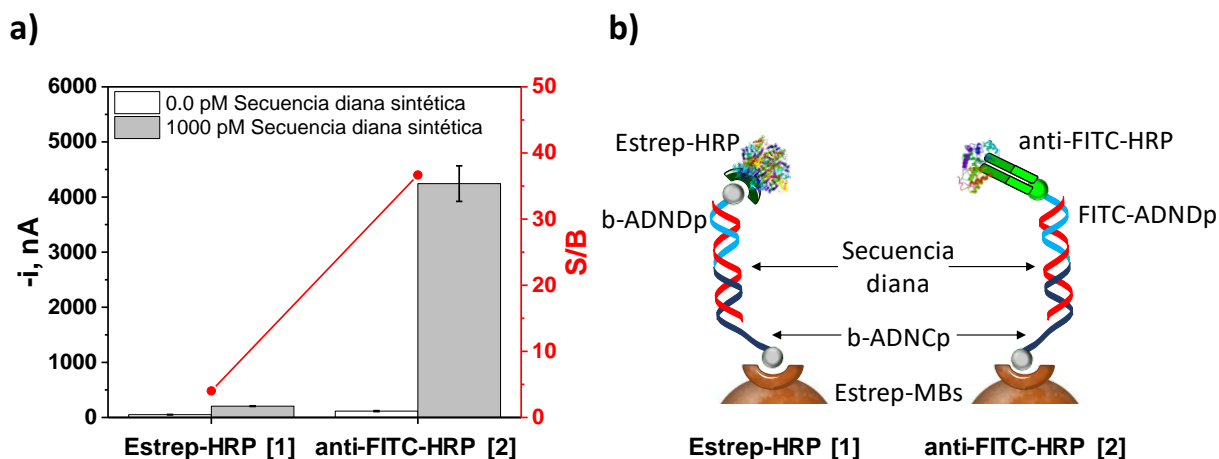 a)
b)
6000
5000
4000
3000
2000
1000
0
-i, nA
50
40
30
20
10
0
S/B
0.0 pM Secuencia diana sintética
1000 pM Secuencia diana sintética
Estrep-HRP [1]
anti-FITC-HRP [2]
Estrep-HRP
anti-FITC-HRP
b-ADNDp
FITC-ADNDp
Secuencia
diana
b-ADNCp
Estrep-MBs
Estrep-HRP [1]
anti-FITC-HRP [2]